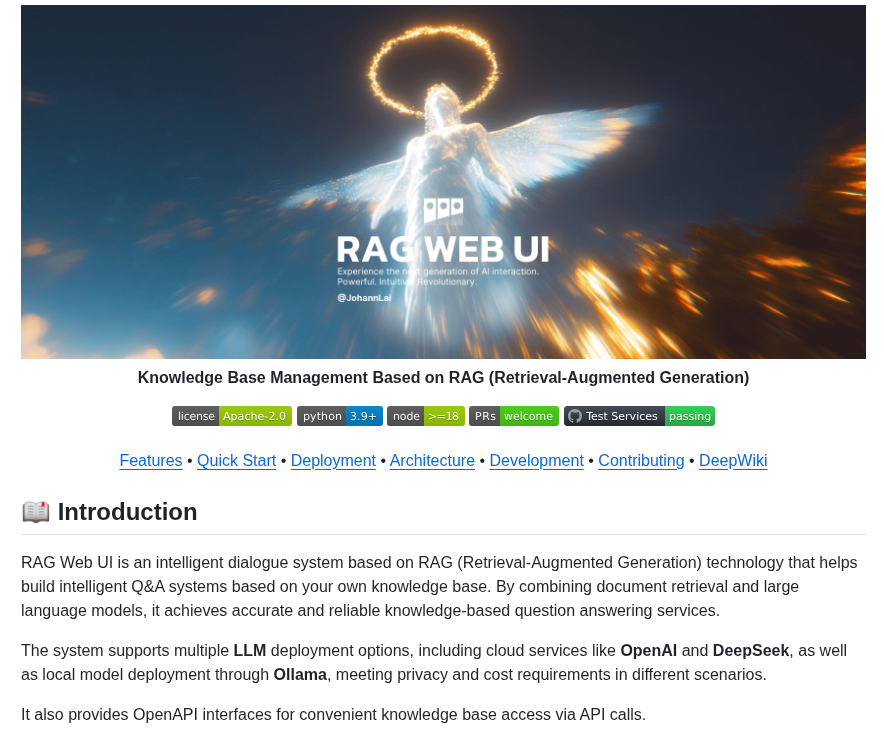 RAG WEB UI
Experience the next generation of AI interaction.
Powerful. Intuitive. Revolutionary.
@JohannLai
Knowledge Base Management Based on RAG (Retrieval-Augmented Generation)
license Apache-2.0 python 3.9+ node >=18 PRs welcome Test Services passing
Features • Quick Start • Deployment • Architecture • Development • Contributing • DeepWiki
📖 Introduction
RAG Web UI is an intelligent dialogue system based on RAG (Retrieval-Augmented Generation) technology that helps
build intelligent Q&A systems based on your own knowledge base. By combining document retrieval and large
language models, it achieves accurate and reliable knowledge-based question answering services.
The system supports multiple LLM deployment options, including cloud services like OpenAI and DeepSeek, as well
as local model deployment through Ollama, meeting privacy and cost requirements in different scenarios.
It also provides OpenAPI interfaces for convenient knowledge base access via API calls.